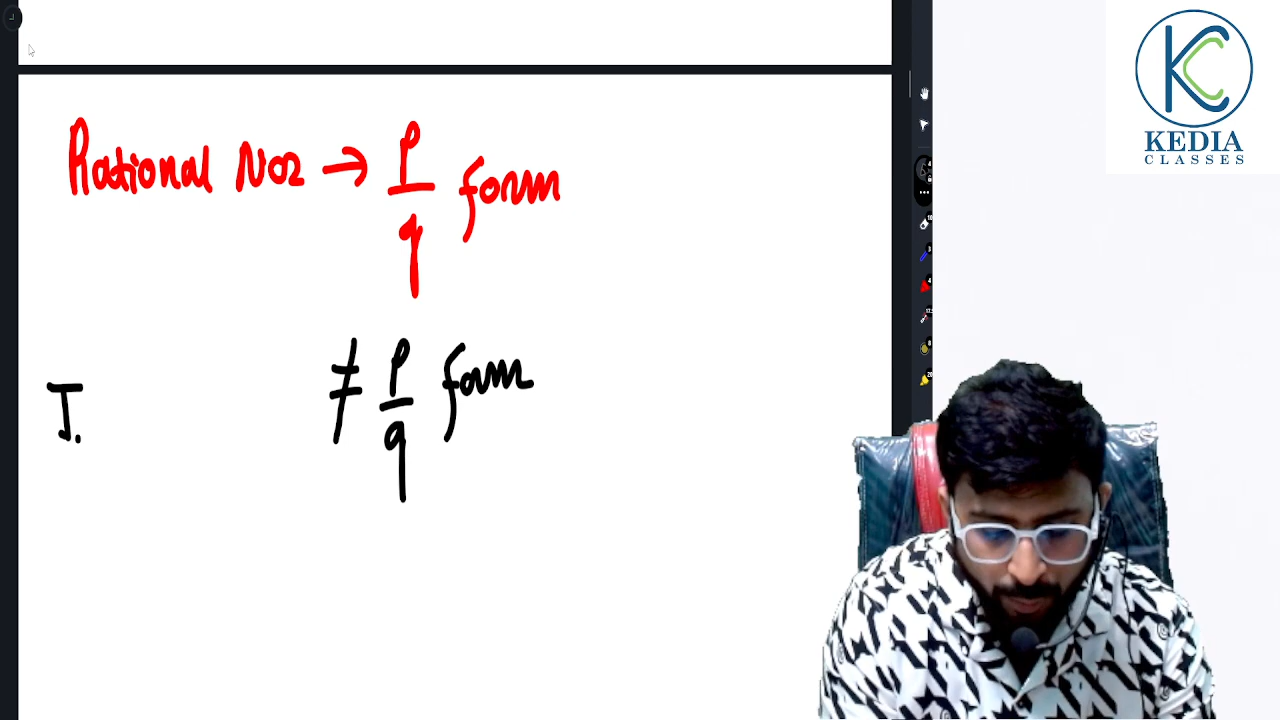 Rational Nos → p/q form
I. ≠ p/q form
KEDIA
CLASSES